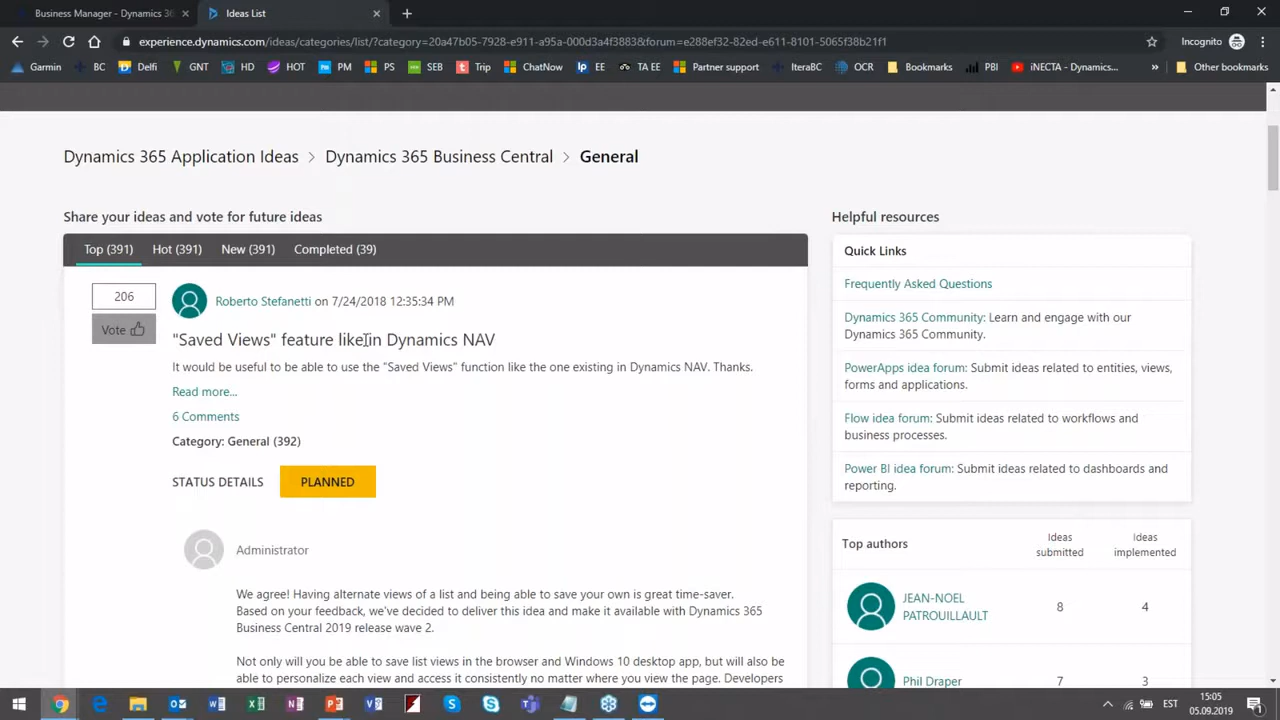 Business Manager - Dynamics 36
Ideas List
experience.dynamics.com/ideas/categories/list/?category=20a47b05-7928-e911-a95a-000d3a4f3883&forum=e288ef32-82ed-e611-8101-5065f38b21f1
Incognito
Garmin
BC
Delfi
GNT
HD
HOT
PM
PS
SEB
Trip
ChatNow
EE
TA EE
Partner support
IteraBC
OCR
Bookmarks
PBI
iNECTA - Dynamics...
»
Other bookmarks
Dynamics 365 Application Ideas > Dynamics 365 Business Central > General
Share your ideas and vote for future ideas
Top (391) Hot (391) New (391) Completed (39)
206
Vote
Roberto Stefanetti on 7/24/2018 12:35:34 PM
"Saved Views" feature like in Dynamics NAV
It would be useful to be able to use the "Saved Views" function like the one existing in Dynamics NAV. Thanks.
Read more...
6 Comments
Category: General (392)
STATUS DETAILS PLANNED
Administrator
We agree! Having alternate views of a list and being able to save your own is great time-saver.
Based on your feedback, we've decided to deliver this idea and make it available with Dynamics 365
Business Central 2019 release wave 2.
Not only will you be able to save list views in the browser and Windows 10 desktop app, but will also be
able to personalize each view and access it consistently no matter where you view the page. Developers
Helpful resources
Quick Links
Frequently Asked Questions
Dynamics 365 Community: Learn and engage with our
Dynamics 365 Community.
PowerApps idea forum: Submit ideas related to entities, views,
forms and applications.
Flow idea forum: Submit ideas related to workflows and
business processes.
Power BI idea forum: Submit ideas related to dashboards and
reporting.
Top authors
Ideas submitted
Ideas implemented
JEAN-NOEL
PATROUILLAULT
8 4
Phil Draper 7 3
EST
15:05
05.09.2019